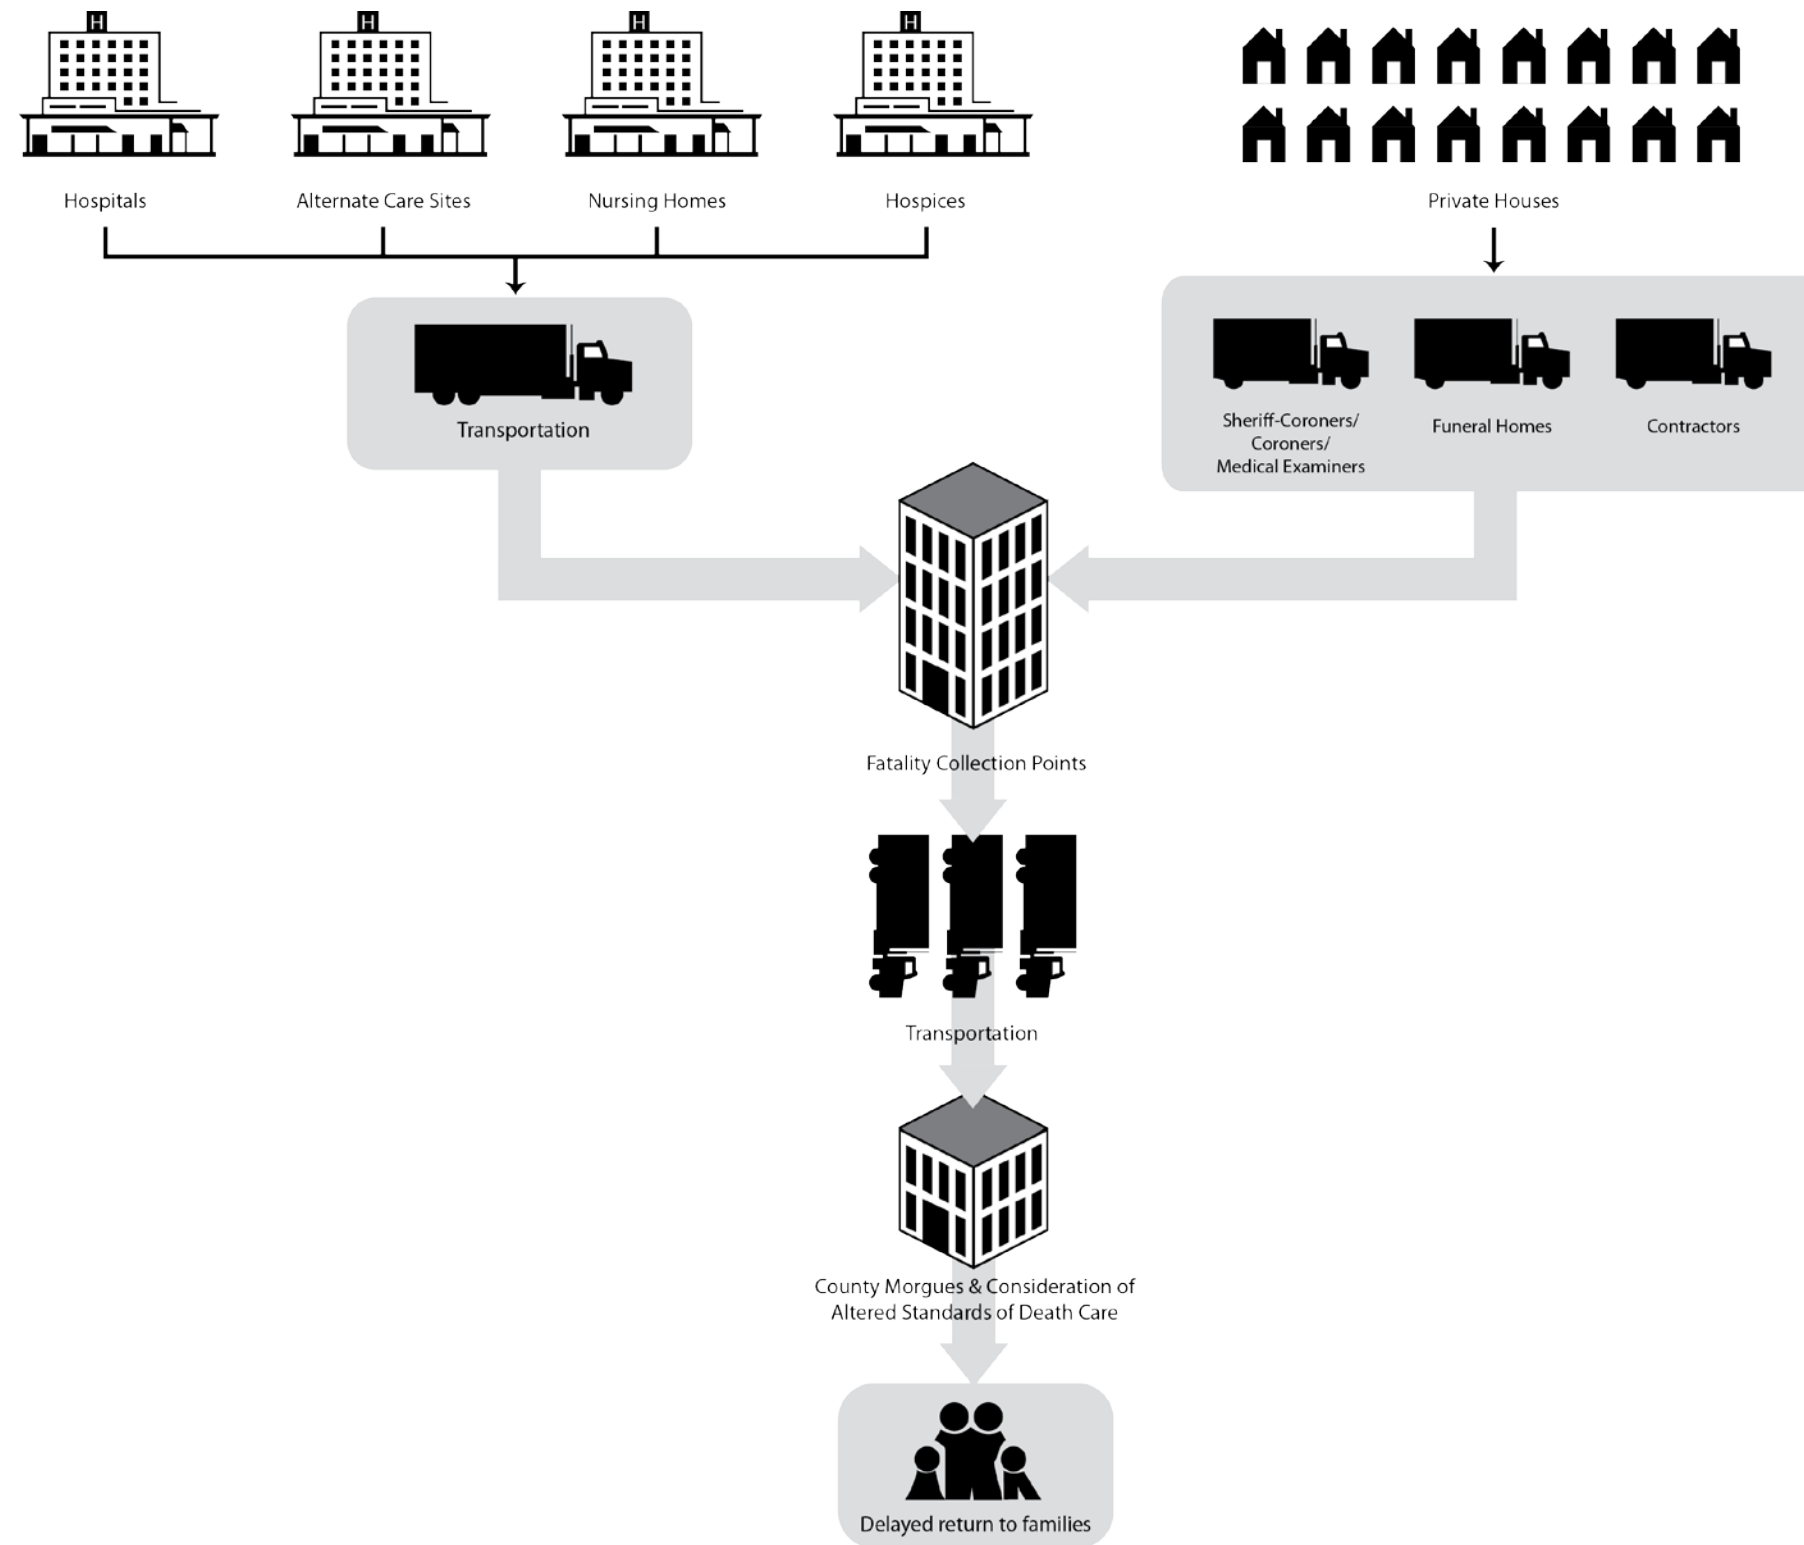 H
H
H
H
Hospitals
Alternate Care Sites
Nursing Homes
Hospices
Private Houses
Transportation
Sheriff-Coroners/
Coroners/
Medical Examiners
Funeral Homes
Contractors
Fatality Collection Points
Transportation
County Morgues & Consideration of
Altered Standards of Death Care
Delayed return to families